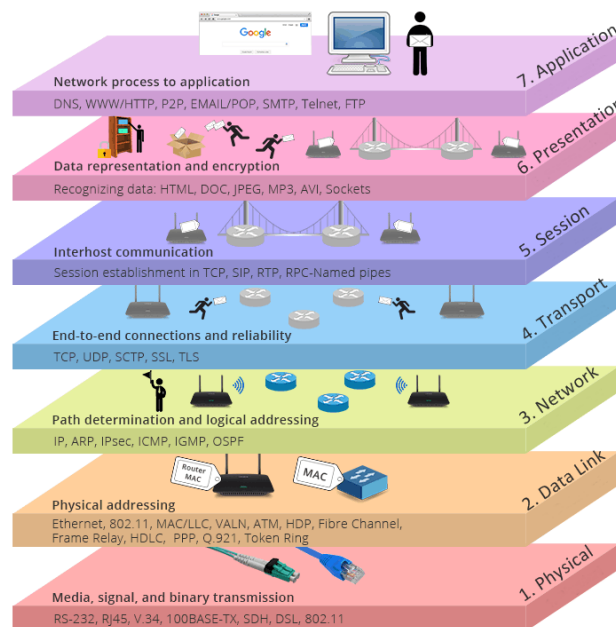 Google
7. Application
Network process to application
DNS, WWW/HTTP, P2P, EMAIL/POP, SMTP, Telnet, FTP
6. Presentation
Data representation and encryption
Recognizing data: HTML, DOC, JPEG, MP3, AVI, Sockets
5. Session
Interhost communication
Session establishment in TCP, SIP, RTP, RPC-Named pipes
4. Transport
End-to-end connections and reliability
TCP, UDP, SCTP, SSL, TLS
3. Network
Path determination and logical addressing
IP, ARP, IPsec, ICMP, IGMP, OSPF
Router
MAC
MAC
2. Data Link
Physical addressing
Ethernet, 802.11, MAC/LLC, VALN, ATM, HDP, Fibre Channel,
Frame Relay, HDLC, PPP, Q.921, Token Ring
1. Physical
Media, signal, and binary transmission
RS-232, RJ45, V.34, 100BASE-TX, SDH, DSL, 802.11